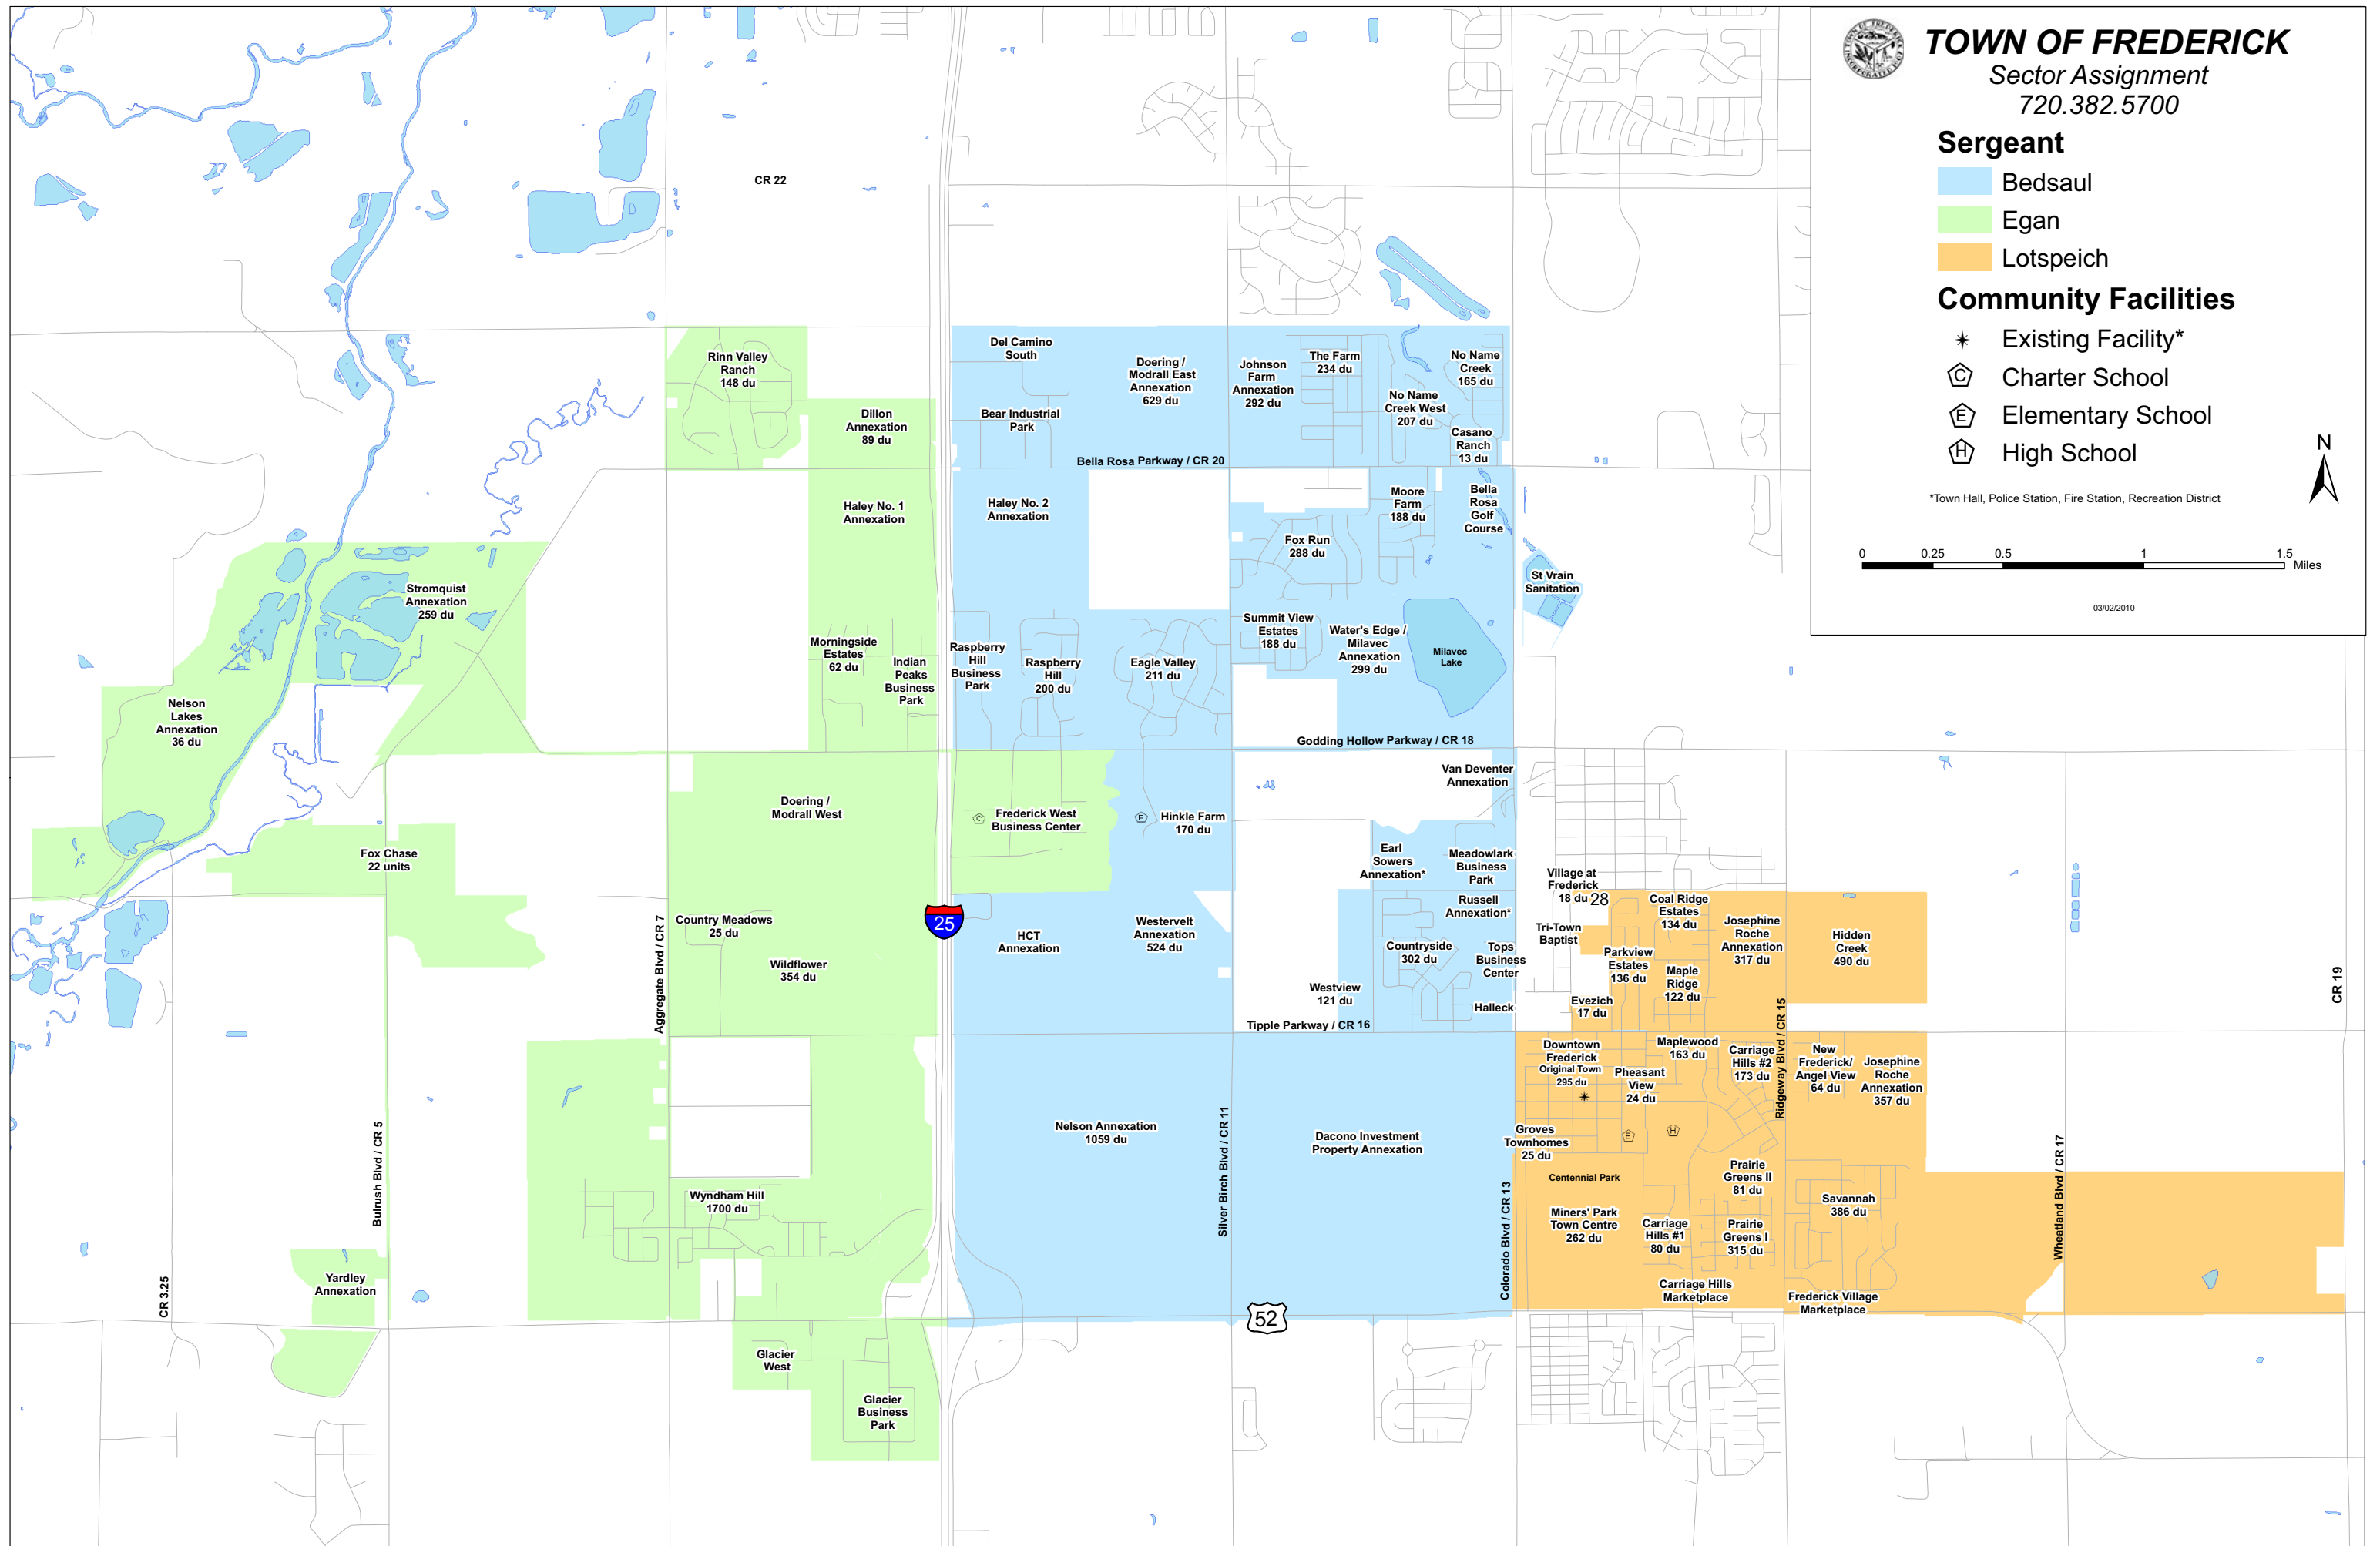 TOWN OF FREDERICK
Sector Assignment
720.382.5700
Sergeant
Bedsaul
Egan
Lotspeich
Community Facilities
Existing Facility*
C
Charter School
E
Elementary School
H
High School
N
*Town Hall, Police Station, Fire Station, Recreation District
0
0.25
0.5
1
1.5
Miles
03/02/2010
CR 22
Rinn Valley
Ranch
148 du
Dillon
Annexation
89 du
Del Camino
South
Bear Industrial
Park
Doering /
Modrall East
Annexation
629 du
Johnson
Farm
Annexation
292 du
The Farm
234 du
No Name
Creek West
207 du
No Name
Creek
165 du
Casano
Ranch
13 du
Bella Rosa Parkway / CR 20
Haley No. 1
Annexation
Haley No. 2
Annexation
Moore
Farm
188 du
Bella
Rosa
Golf
Course
Fox Run
288 du
St Vrain
Sanitation
Stromquist
Annexation
259 du
Morningside
Estates
62 du
Indian
Peaks
Business
Park
Raspberry
Hill
Business
Park
Raspberry
Hill
200 du
Eagle Valley
211 du
Summit View
Estates
188 du
Water's Edge /
Milavec
Annexation
299 du
Milavec
Lake
Nelson
Lakes
Annexation
36 du
Godding Hollow Parkway / CR 18
Van Deventer
Annexation
Doering /
Modrall West
C
Frederick West
Business Center
E
Hinkle Farm
170 du
Fox Chase
22 units
Earl
Sowers
Annexation*
Meadowlark
Business
Park
Village at
Frederick
18 du
28
Russell
Annexation*
Coal Ridge
Estates
134 du
Country Meadows
25 du
25
HCT
Annexation
Westervelt
Annexation
524 du
Countryside
302 du
Tops
Business
Center
Tri-Town
Baptist
Parkview
Estates
136 du
Josephine
Roche
Annexation
317 du
Hidden
Creek
490 du
Wildflower
354 du
Maple
Ridge
122 du
Westview
121 du
Halleck
Evezich
17 du
CR 19
Aggregate Blvd / CR 7
Tipple Parkway / CR 16
Ridgeway Blvd / CR 15
Downtown
Frederick
Original Town
295 du
Maplewood
163 du
Pheasant
View
24 du
Carriage
Hills #2
173 du
New
Frederick/
Angel View
64 du
Josephine
Roche
Annexation
357 du
Nelson Annexation
1059 du
Dacono Investment
Property Annexation
Groves
Townhomes
25 du
E
H
Bulrush Blvd / CR 5
Silver Birch Blvd / CR 11
Colorado Blvd / CR 13
Wheatland Blvd / CR 17
Centennial Park
Prairie
Greens II
81 du
Wyndham Hill
1700 du
Savannah
386 du
Miners' Park
Town Centre
262 du
Carriage
Hills #1
80 du
Prairie
Greens I
315 du
CR 3.25
Yardley
Annexation
Carriage Hills
Marketplace
Frederick Village
Marketplace
52
Glacier
West
Glacier
Business
Park